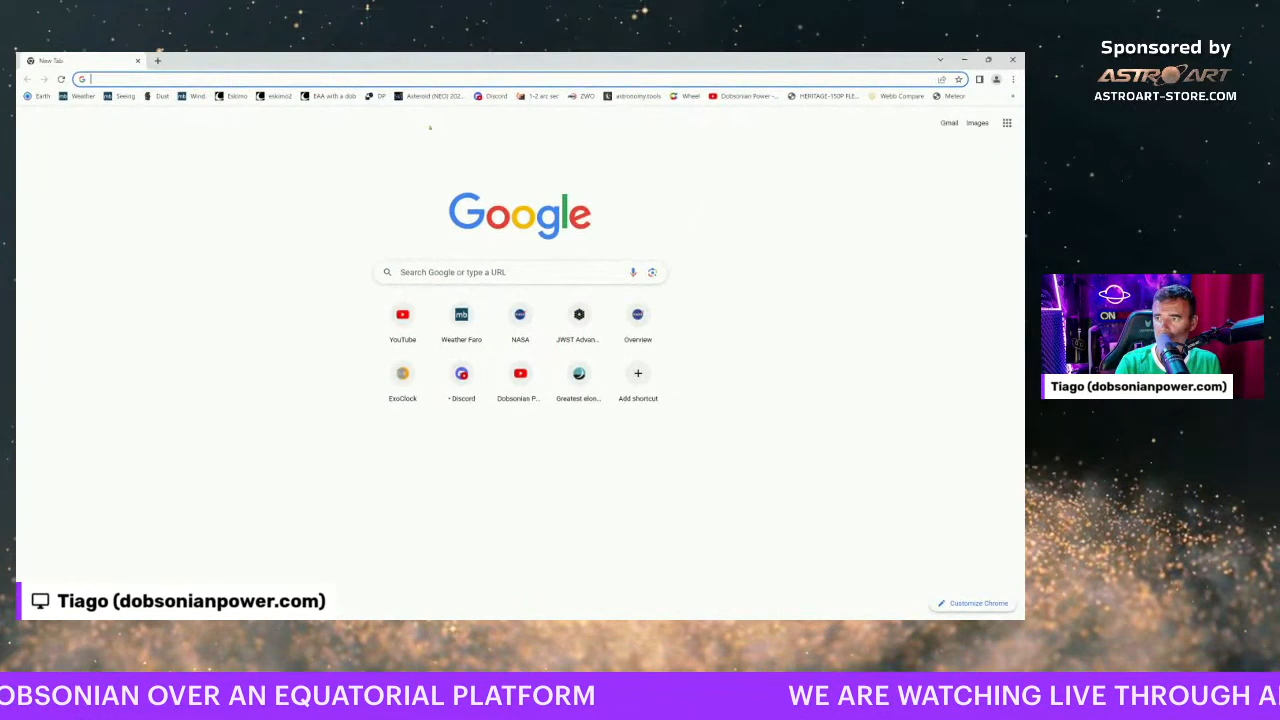 Sponsored by
ASTROART
ASTROART-STORE.COM
New Tab
Earth Weather Seeing Dust Wind Eskimo eskimo2 EAA with a dob DP Asteroid (NEO) 202... Discord 1-2 arc sec ZWO astronomy.tools Wheel Dobsonian Power -... HERITAGE-150P FLE... Webb Compare Meteor »
Gmail Images
Google
Search Google or type a URL
YouTube Weather Faro NASA JWST Advan... Overview
ExoClock • Discord Dobsonian P... Greatest elon... Add shortcut
ON
Tiago (dobsonianpower.com)
Customize Chrome
Tiago (dobsonianpower.com)
OBSONIAN OVER AN EQUATORIAL PLATFORM WE ARE WATCHING LIVE THROUGH A